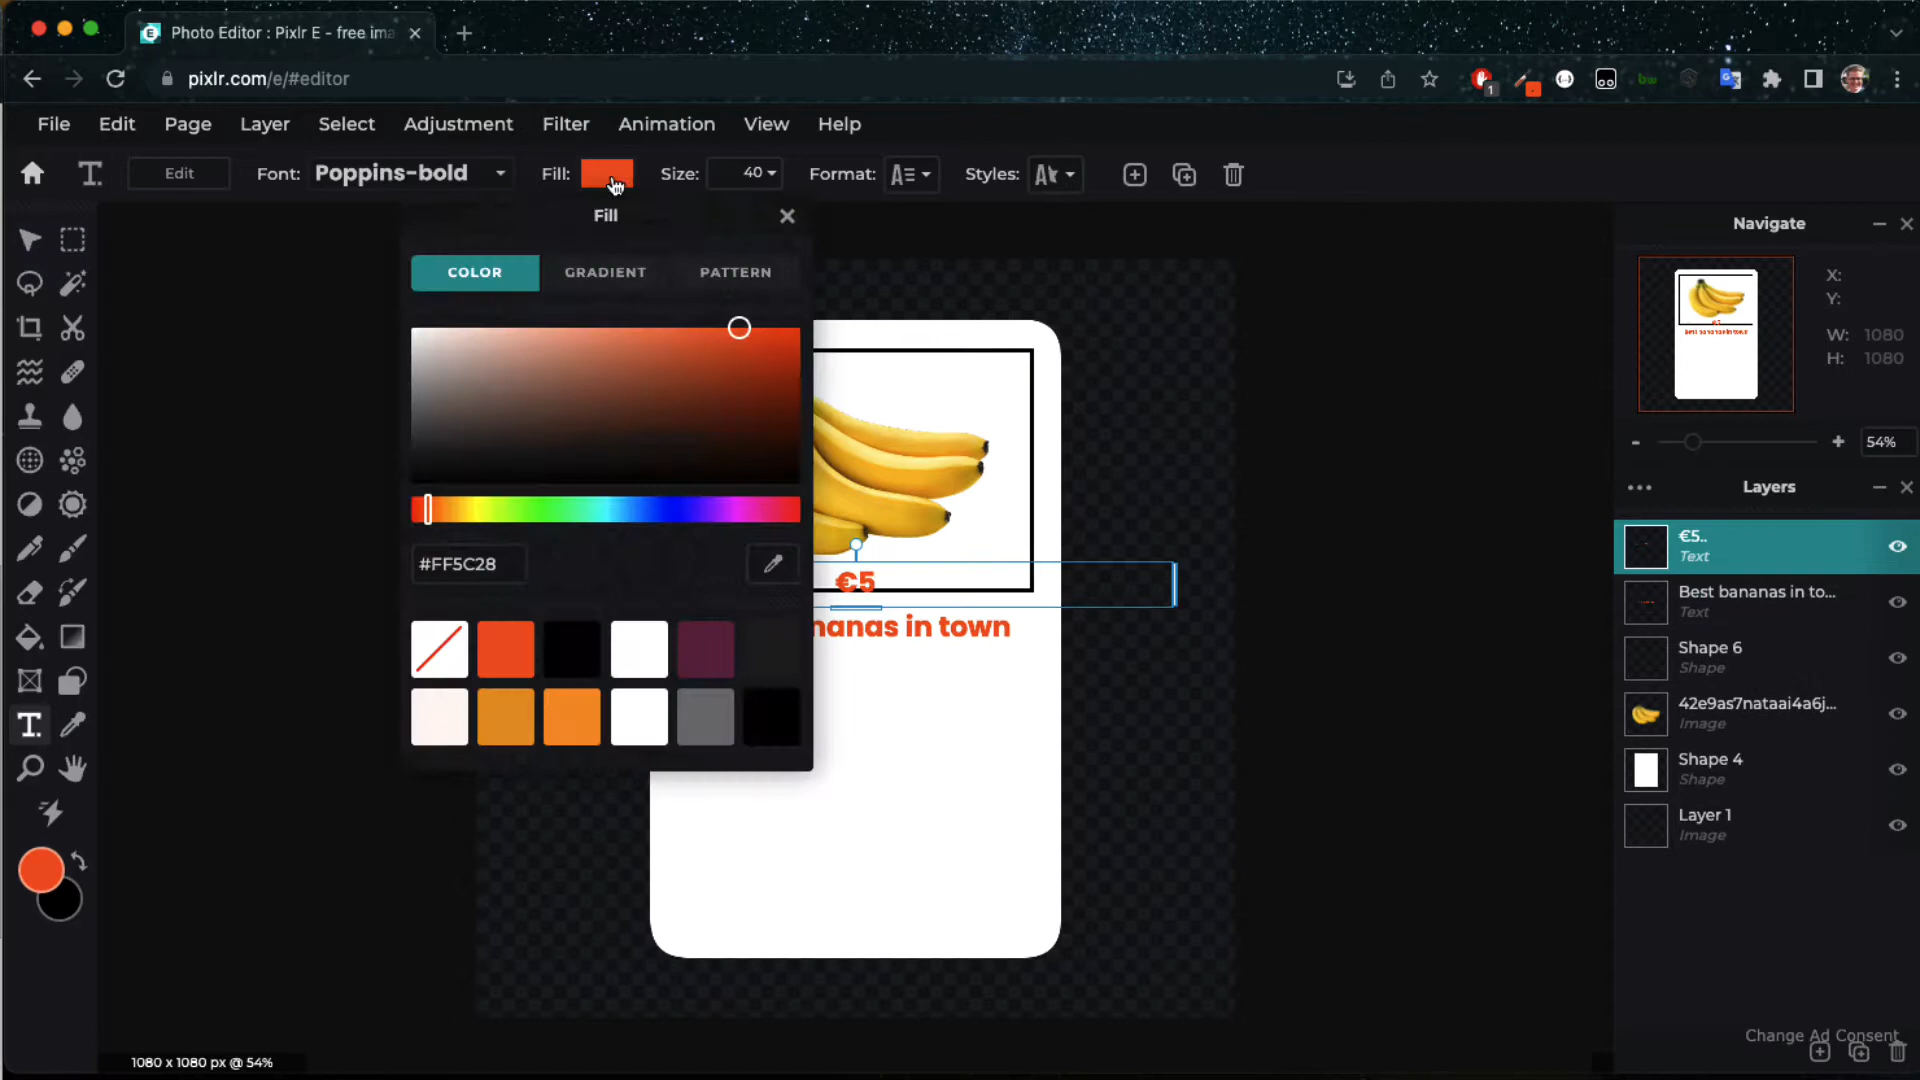 Photo Editor : Pixlr E - free ima
pixlr.com/e/#editor
1
bw
File Edit Page Layer Select Adjustment Filter Animation View Help
Edit Font: Poppins-bold Fill: Size: 40 Format: Styles:
Fill
COLOR GRADIENT PATTERN
#FF5C28
€5
nanas in town
Navigate
X:
Y:
W: 1080
H: 1080
54%
Layers
€5..
Text
Best bananas in to...
Text
Shape 6
Shape
42e9as7nataai4a6j...
Image
Shape 4
Shape
Layer 1
Image
Change Ad Consent
1080 x 1080 px @ 54%